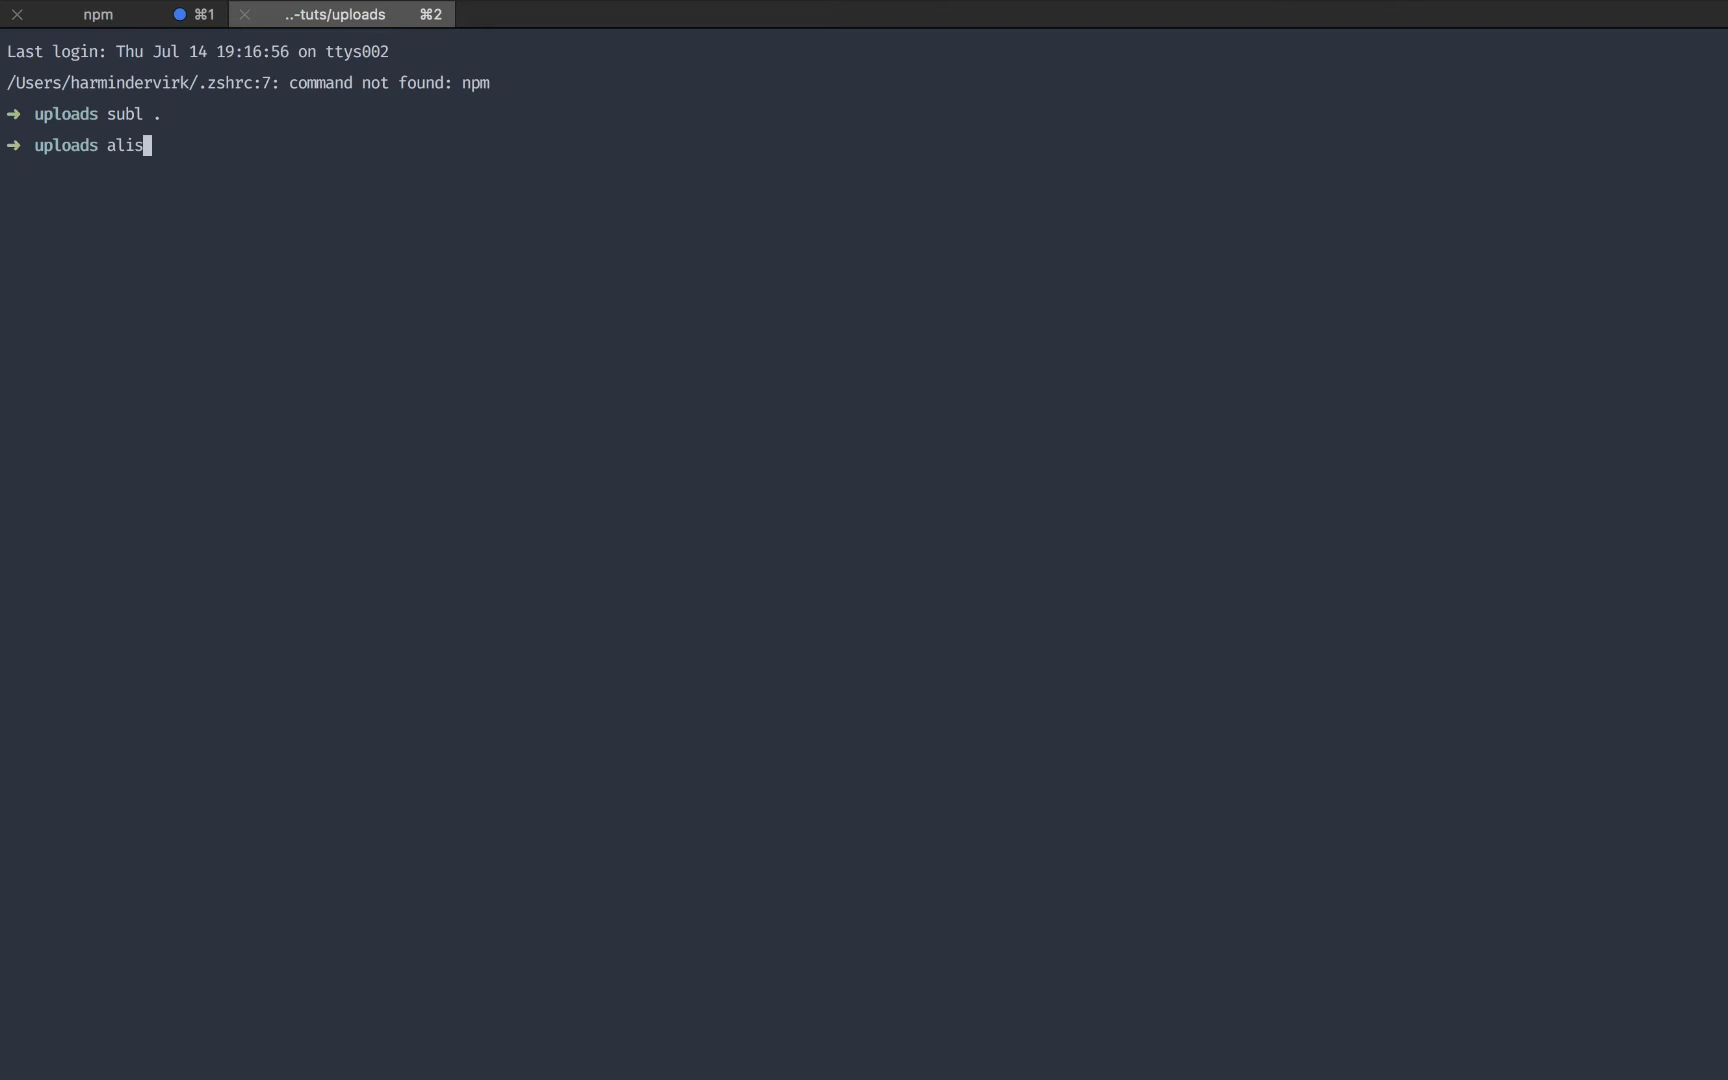 npm ⌘1 ..-tuts/uploads ⌘2
Last login: Thu Jul 14 19:16:56 on ttys002
/Users/harmindervirk/.zshrc:7: command not found: npm
➜ uploads subl .
➜ uploads alis